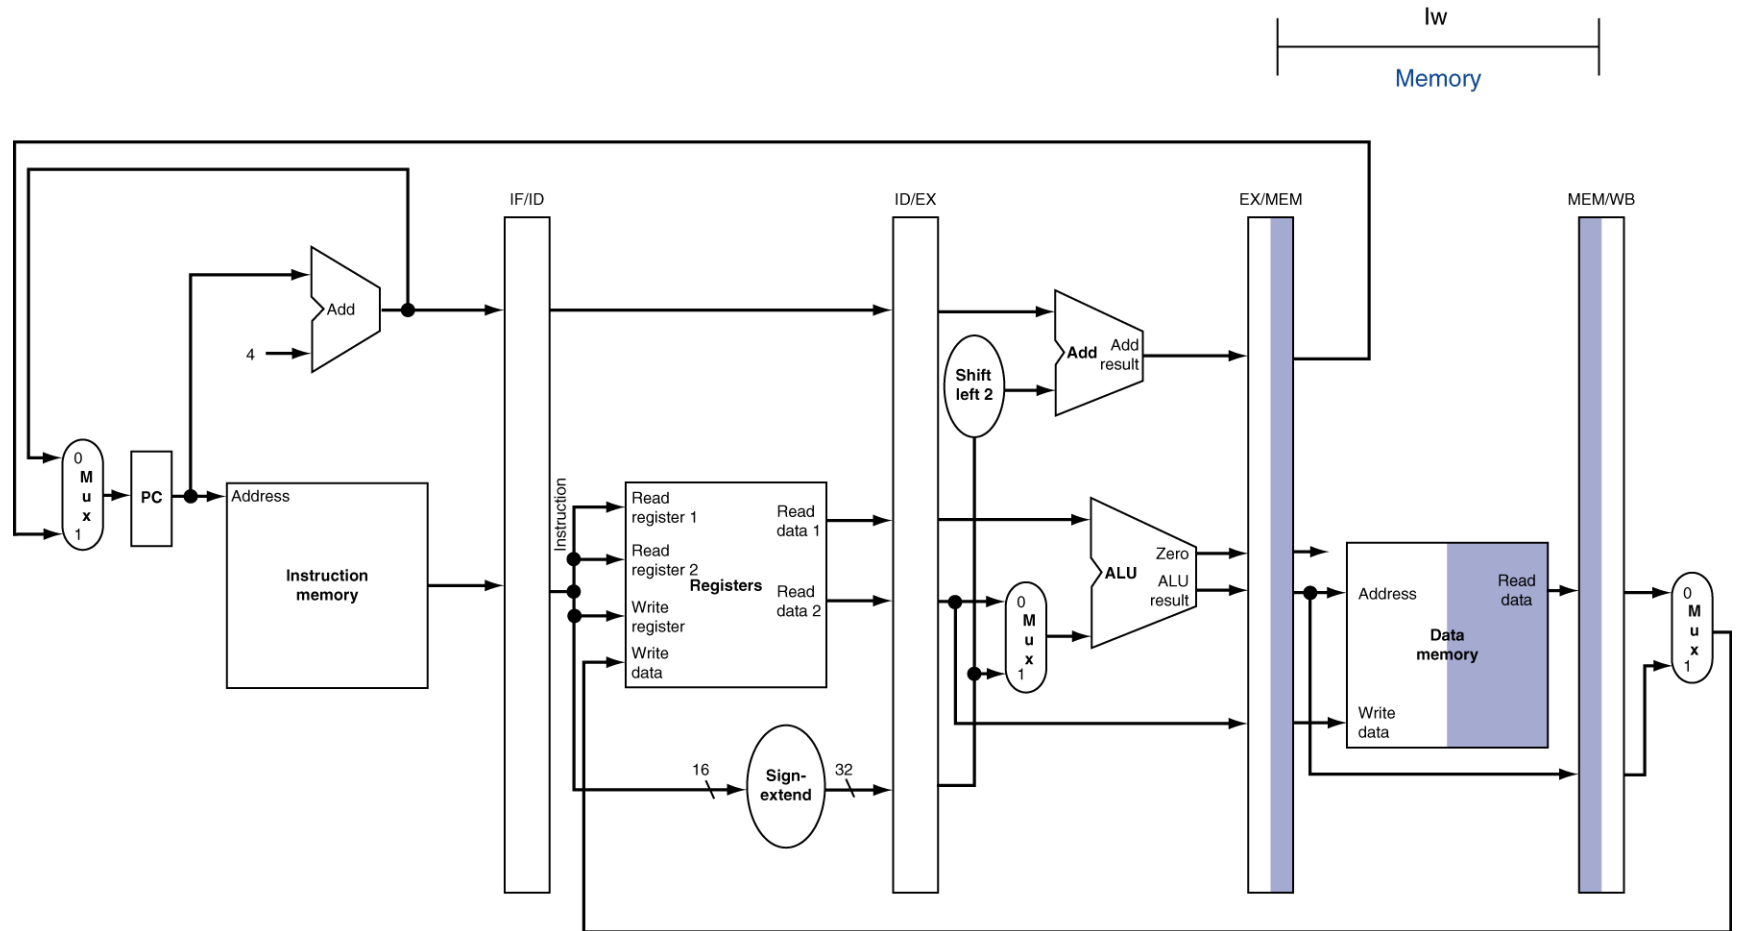 lw
Memory
IF/ID
ID/EX
EX/MEM
MEM/WB
Add
4
Add
Add
result
Shift
left 2
0
M
u
x
1
PC
Address
Instruction
memory
Instruction
Read
register 1
Read
register 2
Write
register
Write
data
Registers
Read
data 1
Read
data 2
0
M
u
x
1
Zero
ALU
ALU
result
Address
Read
data
Data
memory
Write
data
0
M
u
x
1
16
Sign-
extend
32